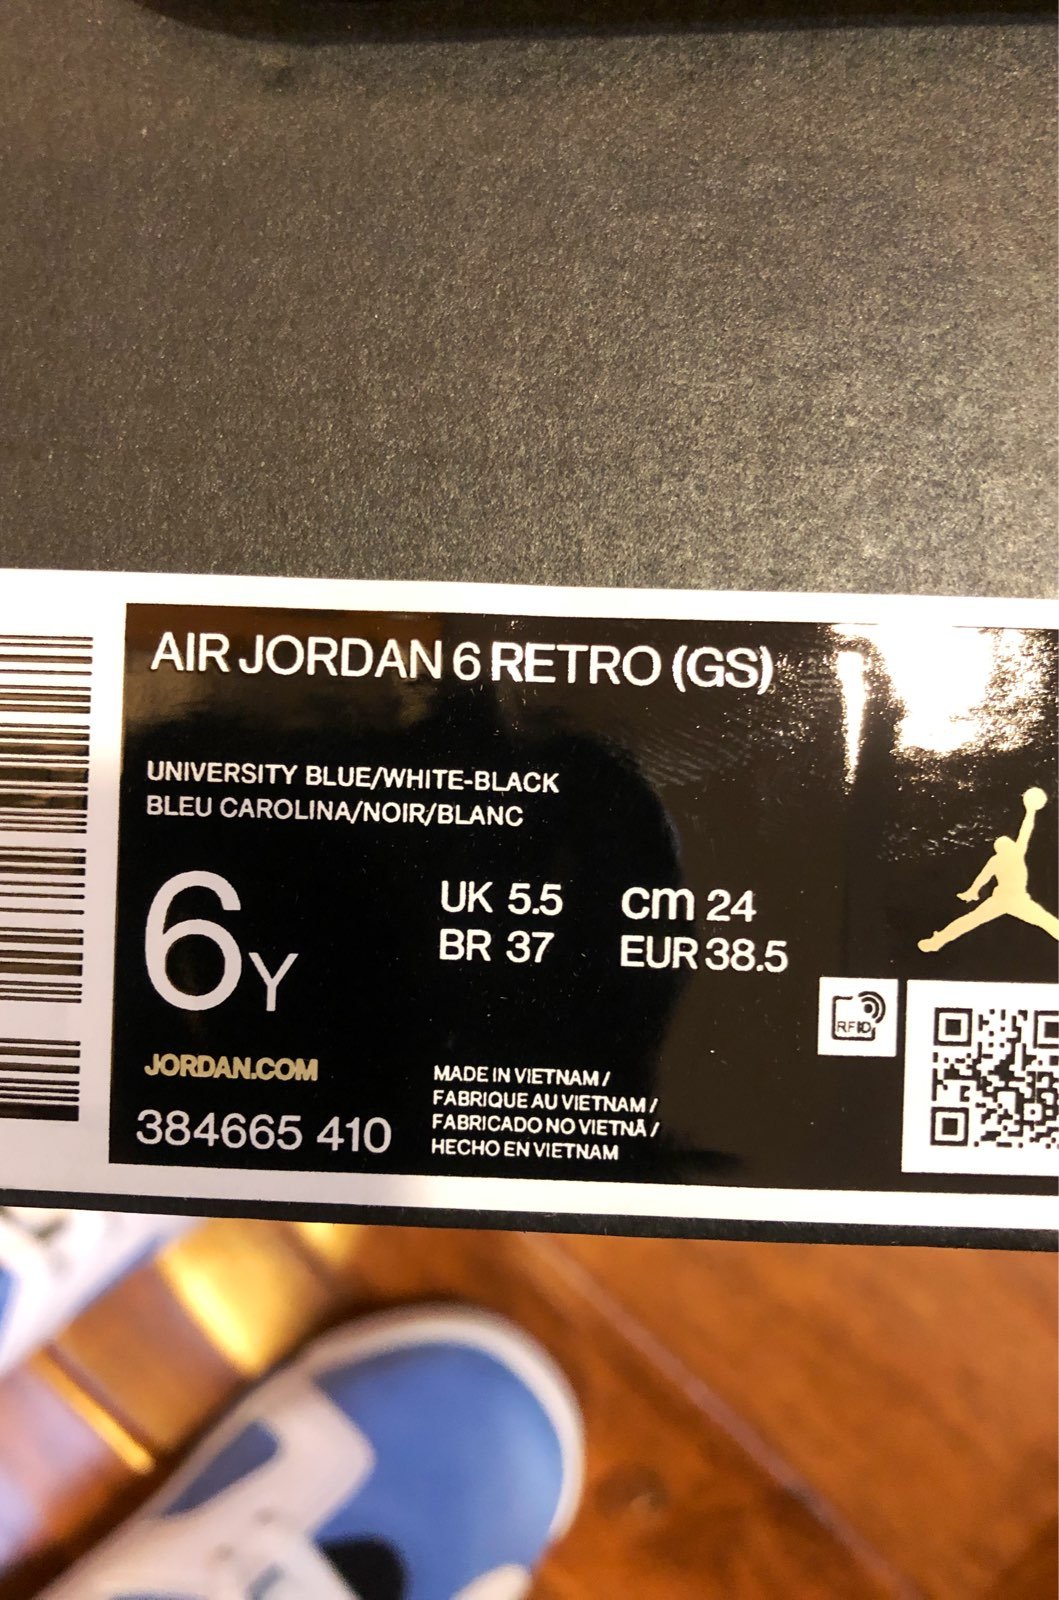 AIR JORDAN 6 RETRO (GS)
UNIVERSITY BLUE/WHITE-BLACK
BLEU CAROLINA/NOIR/BLANC
6Y
UK 5.5 cm 24
BR 37 EUR 38.5
RFID
JORDAN.COM
384665 410
MADE IN VIETNAM /
FABRIQUE AU VIETNAM /
FABRICADO NO VIETNÃ /
HECHO EN VIETNAM